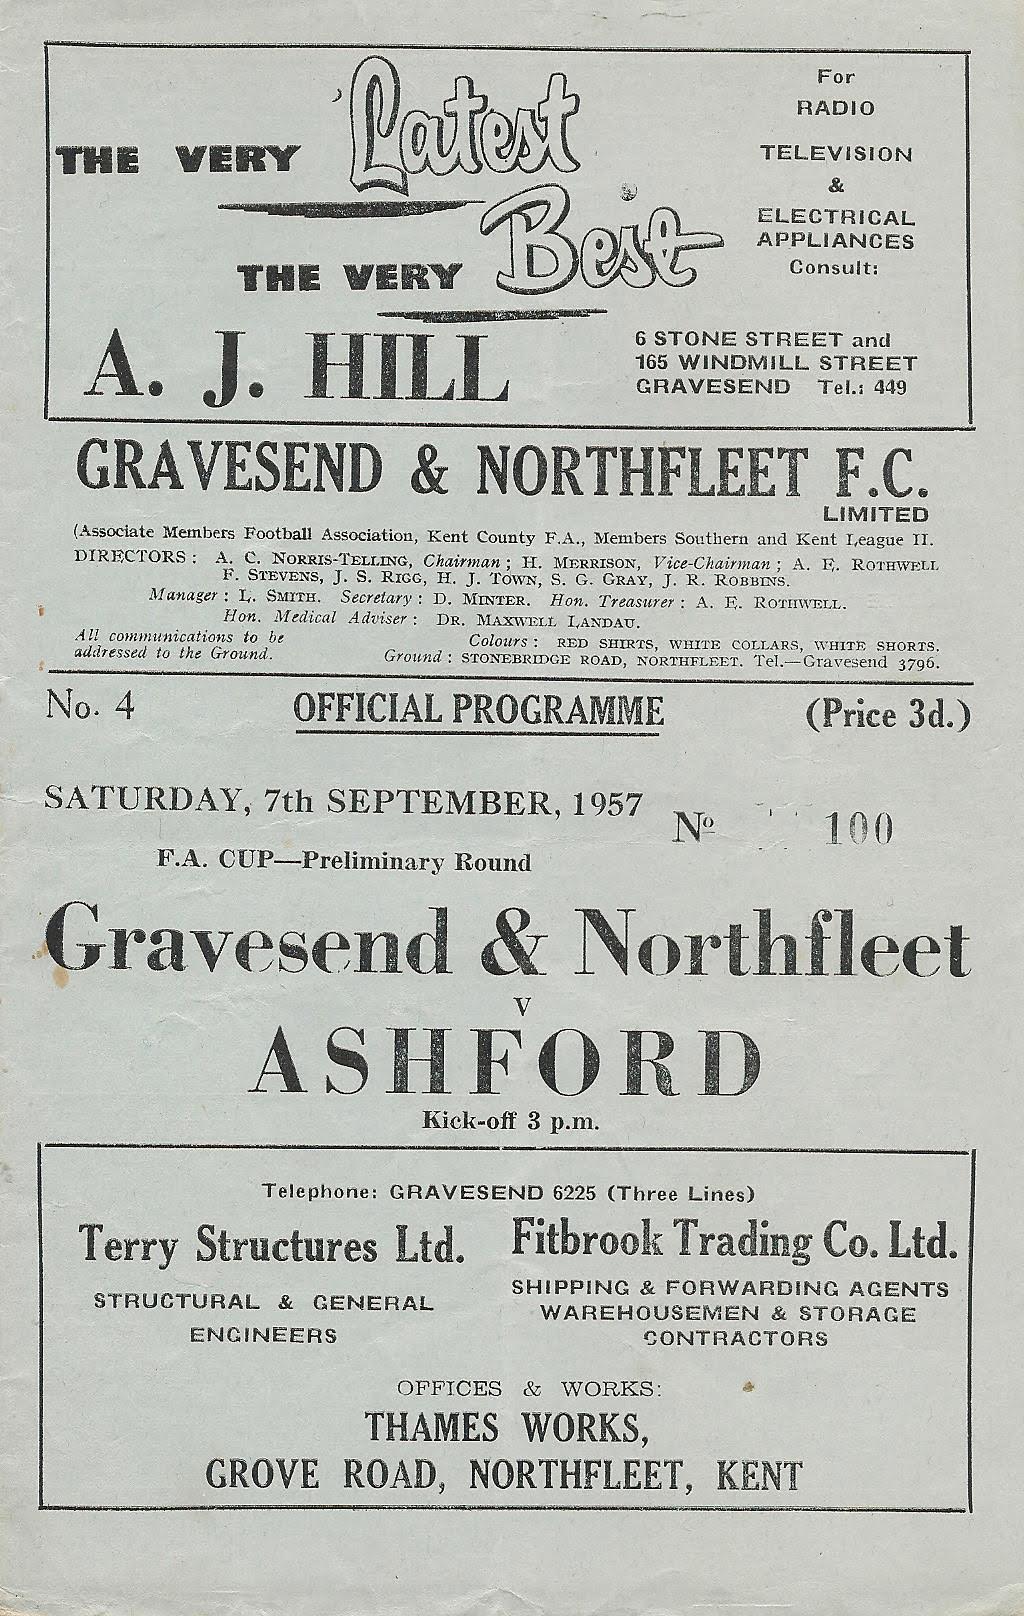 THE VERY Latest
THE VERY Best
A. J. HILL
For
RADIO
TELEVISION
&
ELECTRICAL
APPLIANCES
Consult:
6 STONE STREET and
165 WINDMILL STREET
GRAVESEND Tel.: 449
GRAVESEND & NORTHFLEET F.C.
LIMITED
(Associate Members Football Association, Kent County F.A., Members Southern and Kent League II.
DIRECTORS : A. C. NORRIS-TELLING, Chairman ; H. MERRISON, Vice-Chairman ; A. E. ROTHWELL
F. STEVENS, J. S. RIGG, H. J. TOWN, S. G. GRAY, J. R. ROBBINS.
Manager : L. SMITH. Secretary : D. MINTER. Hon. Treasurer : A. E. ROTHWELL.
Hon. Medical Adviser : DR. MAXWELL LANDAU.
All communications to be
addressed to the Ground.
Colours : RED SHIRTS, WHITE COLLARS, WHITE SHORTS.
Ground : STONEBRIDGE ROAD, NORTHFLEET. Tel.—Gravesend 3796.
No. 4 OFFICIAL PROGRAMME (Price 3d.)
SATURDAY, 7th SEPTEMBER, 1957
Nº 100
F.A. CUP—Preliminary Round
Gravesend & Northfleet
v
ASHFORD
Kick-off 3 p.m.
Telephone: GRAVESEND 6225 (Three Lines)
Terry Structures Ltd.
STRUCTURAL & GENERAL
ENGINEERS
Fitbrook Trading Co. Ltd.
SHIPPING & FORWARDING AGENTS
WAREHOUSEMEN & STORAGE
CONTRACTORS
OFFICES & WORKS:
THAMES WORKS,
GROVE ROAD, NORTHFLEET, KENT